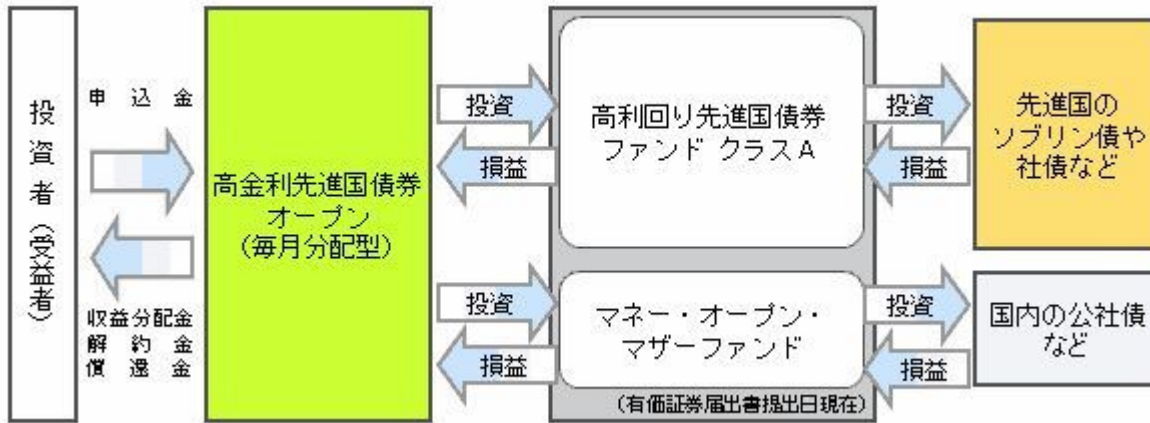 投資者（受益者）
申込金
収益分配金
解約金
償還金
高金利先進国債券
オープン
（毎月分配型）
投資
損益
投資
損益
高利回り先進国債券
ファンド クラスA
マネー・オープン・
マザーファンド
（有価証券届出書提出日現在）
投資
損益
投資
損益
先進国の
ソブリン債や
社債など
国内の公社債
など